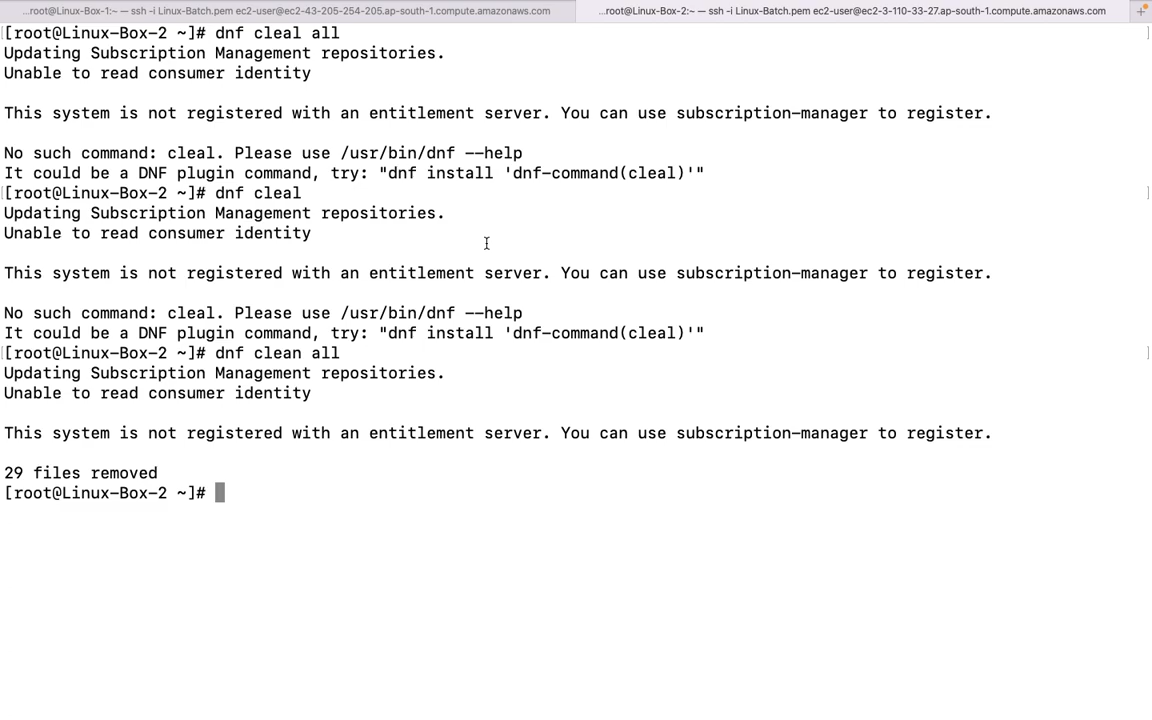 ...root@Linux-Box-1:~ — ssh -i Linux-Batch.pem ec2-user@ec2-43-205-254-205.ap-south-1.compute.amazonaws.com
...root@Linux-Box-2:~ — ssh -i Linux-Batch.pem ec2-user@ec2-3-110-33-27.ap-south-1.compute.amazonaws.com
[root@Linux-Box-2 ~]# dnf cleal all
Updating Subscription Management repositories.
Unable to read consumer identity
This system is not registered with an entitlement server. You can use subscription-manager to register.
No such command: cleal. Please use /usr/bin/dnf --help
It could be a DNF plugin command, try: "dnf install 'dnf-command(cleal)'"
[root@Linux-Box-2 ~]# dnf cleal
Updating Subscription Management repositories.
Unable to read consumer identity
This system is not registered with an entitlement server. You can use subscription-manager to register.
No such command: cleal. Please use /usr/bin/dnf --help
It could be a DNF plugin command, try: "dnf install 'dnf-command(cleal)'"
[root@Linux-Box-2 ~]# dnf clean all
Updating Subscription Management repositories.
Unable to read consumer identity
This system is not registered with an entitlement server. You can use subscription-manager to register.
29 files removed
[root@Linux-Box-2 ~]#